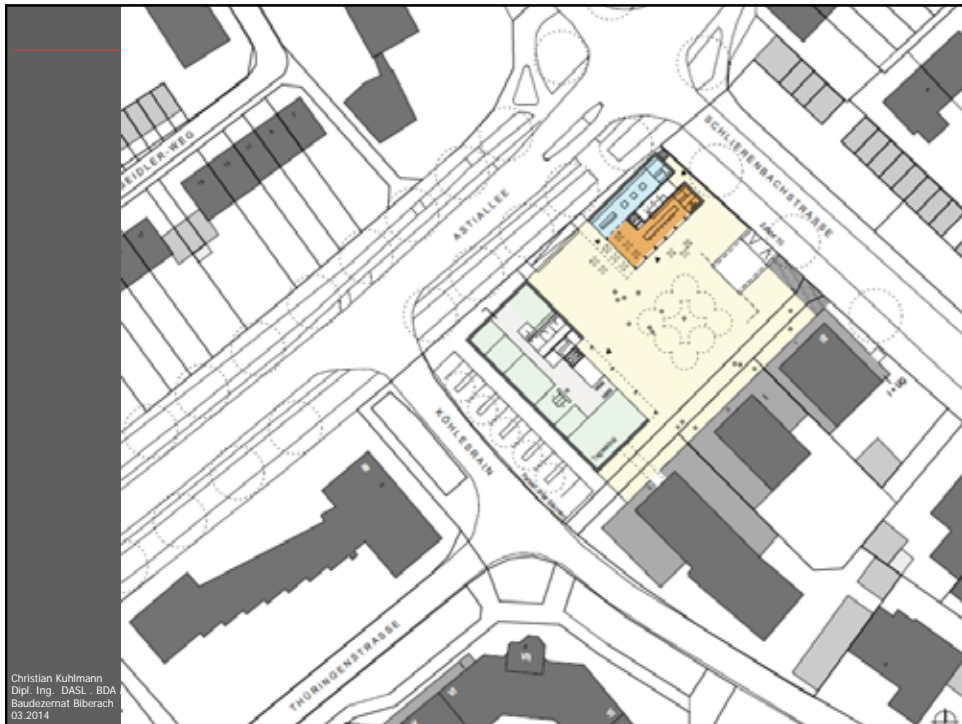 SEIDLER-WEG
ASTIALLEE
SCHLIERENBACHSTRASSE
KÖHLESRAIN
THÜRINGENSTRASSE
Christian Kuhlmann
Dipl. Ing. DASL . BDA
Baudezernat Biberach
03.2014